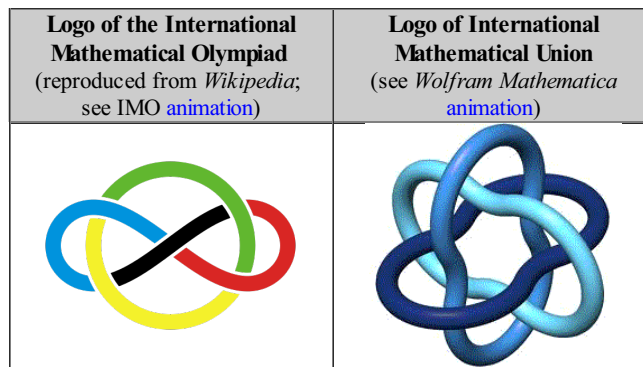 Logo of the International
Mathematical Olympiad
(reproduced from Wikipedia;
see IMO animation)
Logo of International
Mathematical Union
(see Wolfram Mathematica
animation)